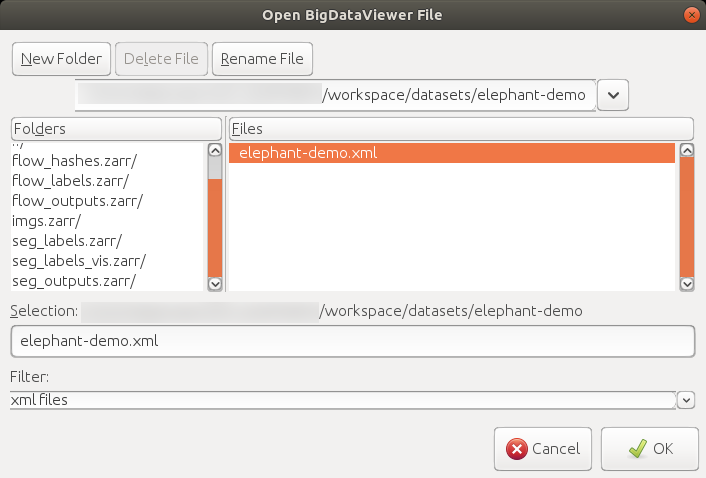 Open BigDataViewer File
New Folder Delete File Rename File
/workspace/datasets/elephant-demo
Folders
Files
../
flow_hashes.zarr/
flow_labels.zarr/
flow_outputs.zarr/
imgs.zarr/
seg_labels.zarr/
seg_labels_vis.zarr/
seg_outputs.zarr/
elephant-demo.xml
Selection: /workspace/datasets/elephant-demo
elephant-demo.xml
Filter:
xml files
Cancel OK